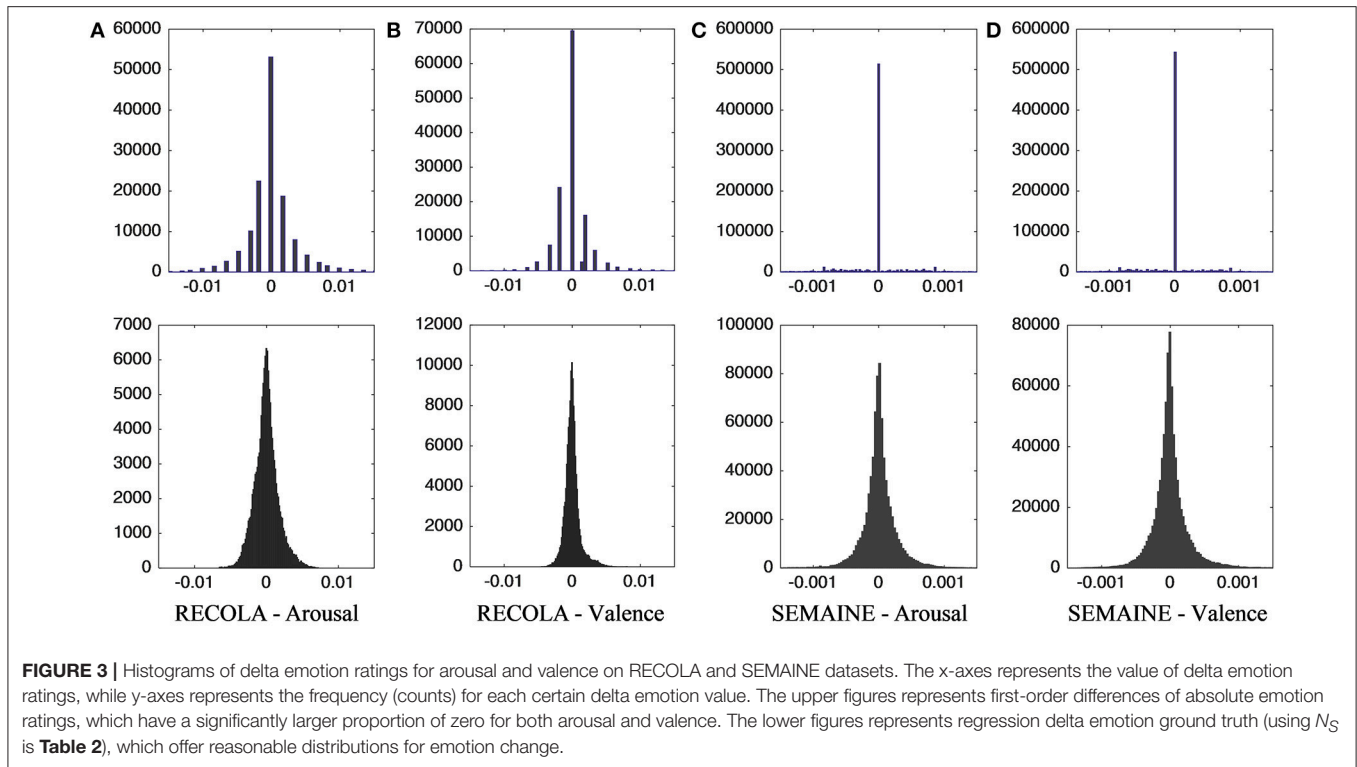 A
60000
50000
40000
30000
20000
10000
0
-0.01 0 0.01
B
70000
60000
50000
40000
30000
20000
10000
0
-0.01 0 0.01
C
600000
500000
400000
300000
200000
100000
0
-0.001 0 0.001
D
600000
500000
400000
300000
200000
100000
0
-0.001 0 0.001
7000
6000
5000
4000
3000
2000
1000
0
-0.01 0 0.01
RECOLA - Arousal
12000
10000
8000
6000
4000
2000
0
-0.01 0 0.01
RECOLA - Valence
100000
80000
60000
40000
20000
0
-0.001 0 0.001
SEMAINE - Arousal
80000
60000
40000
20000
0
-0.001 0 0.001
SEMAINE - Valence
FIGURE 3 | Histograms of delta emotion ratings for arousal and valence on RECOLA and SEMAINE datasets. The x-axes represents the value of delta emotion
ratings, while y-axes represents the frequency (counts) for each certain delta emotion value. The upper figures represents first-order differences of absolute emotion
ratings, which have a significantly larger proportion of zero for both arousal and valence. The lower figures represents regression delta emotion ground truth (using NS
is Table 2), which offer reasonable distributions for emotion change.